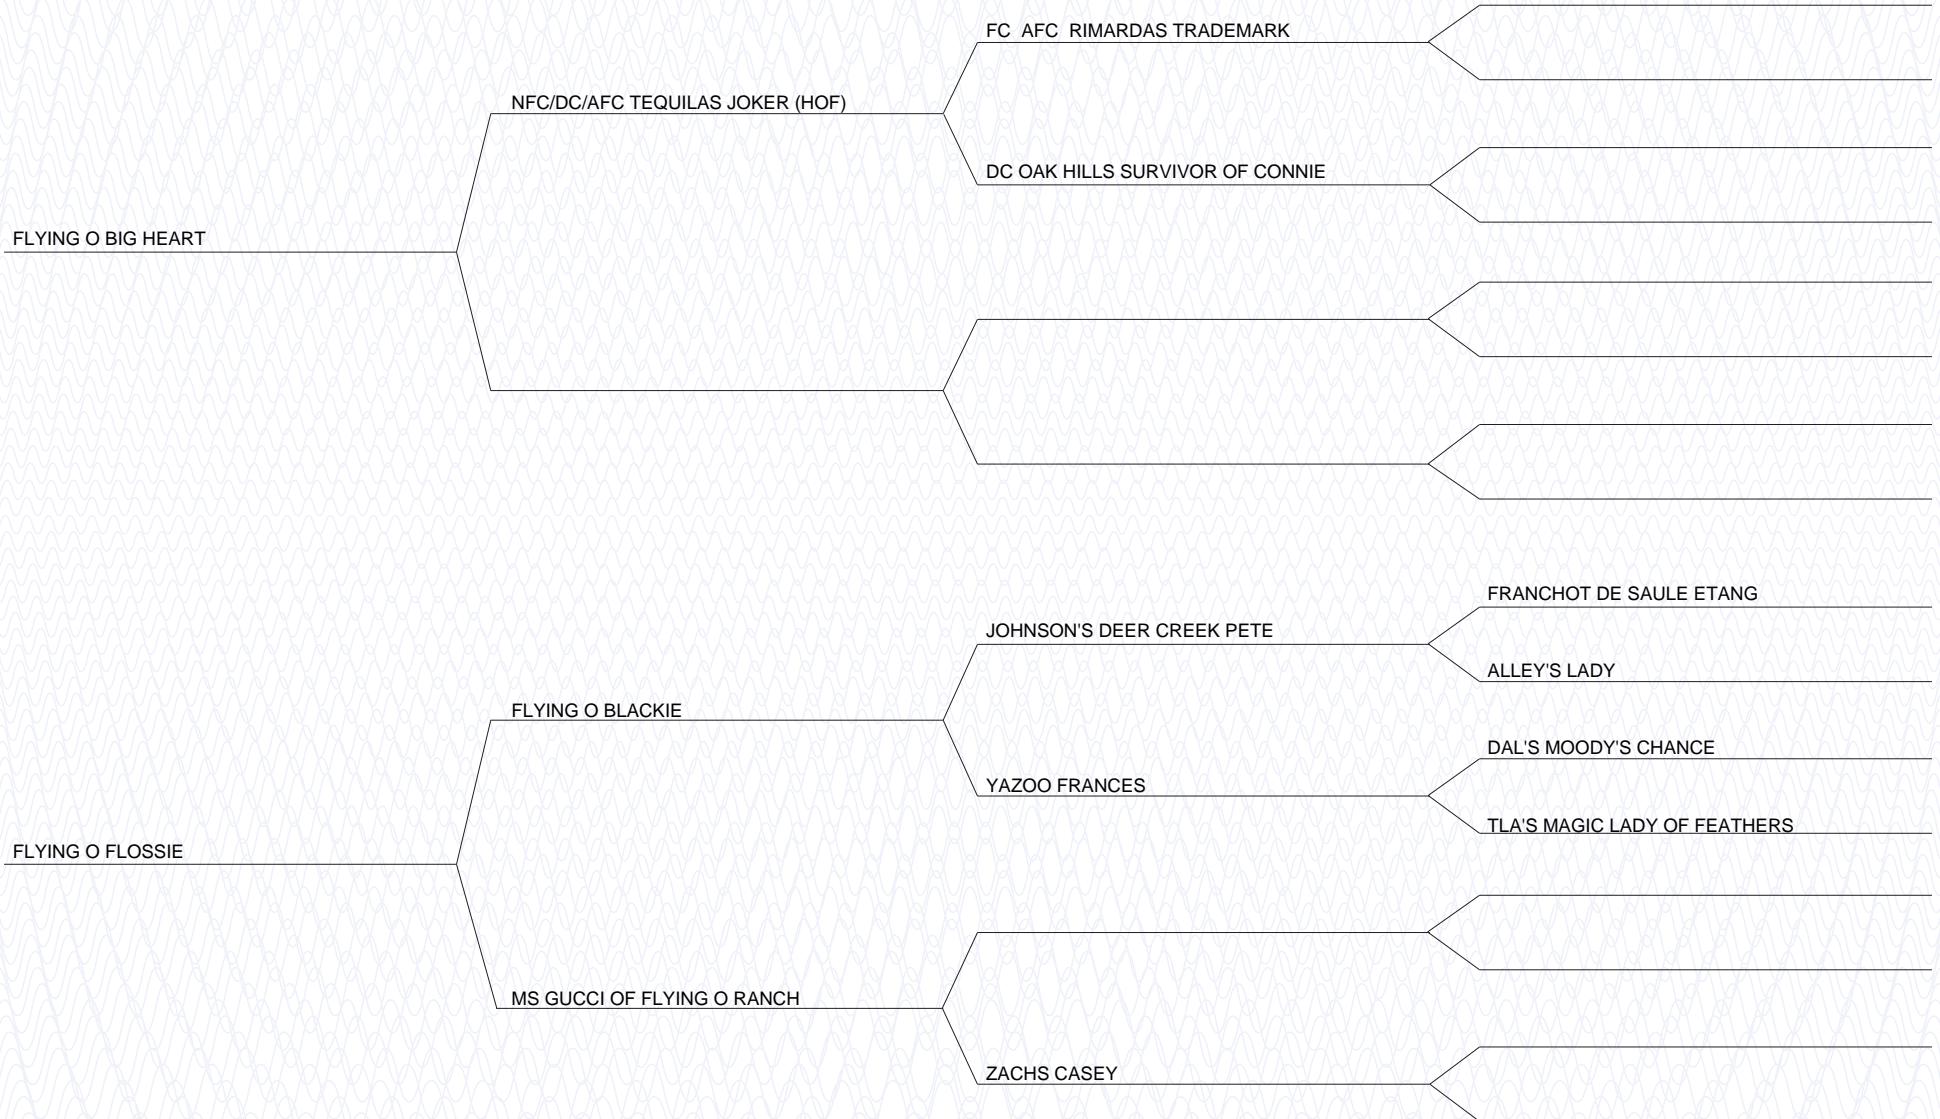 FC AFC RIMARDAS TRADEMARK
NFC/DC/AFC TEQUILAS JOKER (HOF)
DC OAK HILLS SURVIVOR OF CONNIE
FLYING O BIG HEART
FRANCHOT DE SAULE ETANG
JOHNSON'S DEER CREEK PETE
ALLEY'S LADY
FLYING O BLACKIE
DAL'S MOODY'S CHANCE
YAZOO FRANCES
TLA'S MAGIC LADY OF FEATHERS
FLYING O FLOSSIE
MS GUCCI OF FLYING O RANCH
ZACHS CASEY